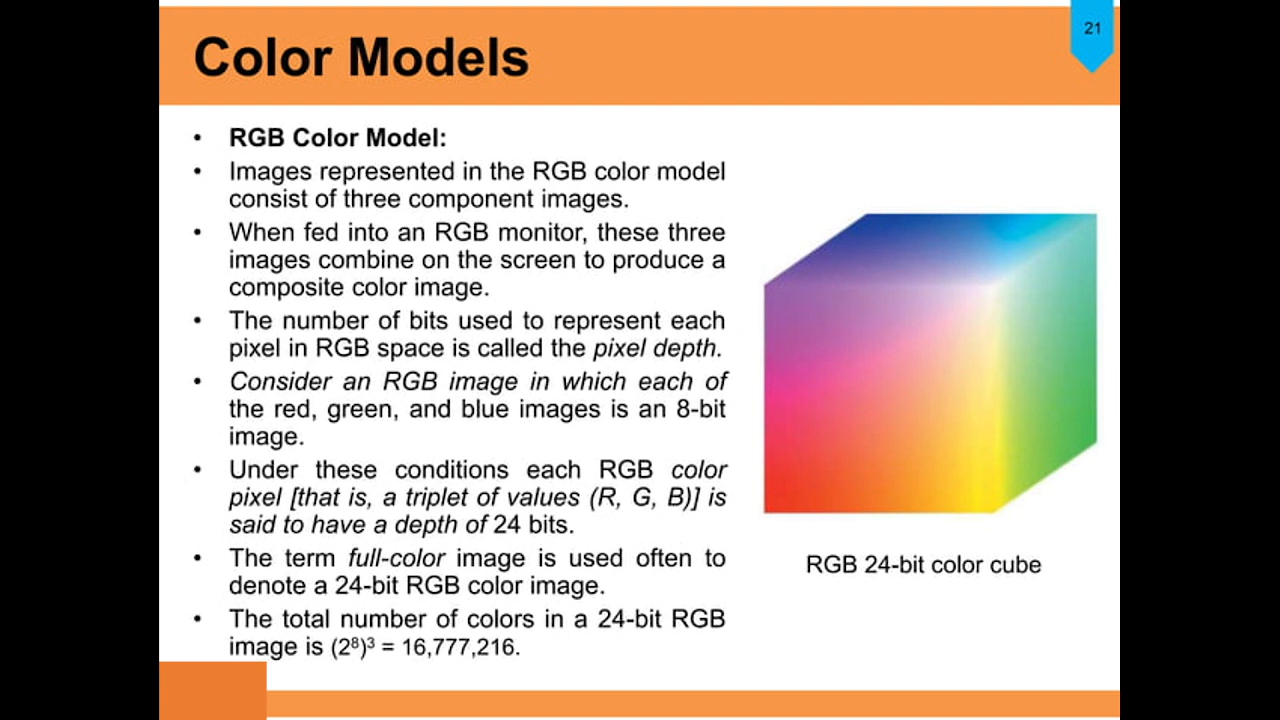 21
Color Models
• RGB Color Model:
• Images represented in the RGB color model
consist of three component images.
• When fed into an RGB monitor, these three
images combine on the screen to produce a
composite color image.
• The number of bits used to represent each
pixel in RGB space is called the pixel depth.
• Consider an RGB image in which each of
the red, green, and blue images is an 8-bit
image.
• Under these conditions each RGB color
pixel [that is, a triplet of values (R, G, B)] is
said to have a depth of 24 bits.
• The term full-color image is used often to
denote a 24-bit RGB color image.
• The total number of colors in a 24-bit RGB
image is (2⁸)³ = 16,777,216.
RGB 24-bit color cube